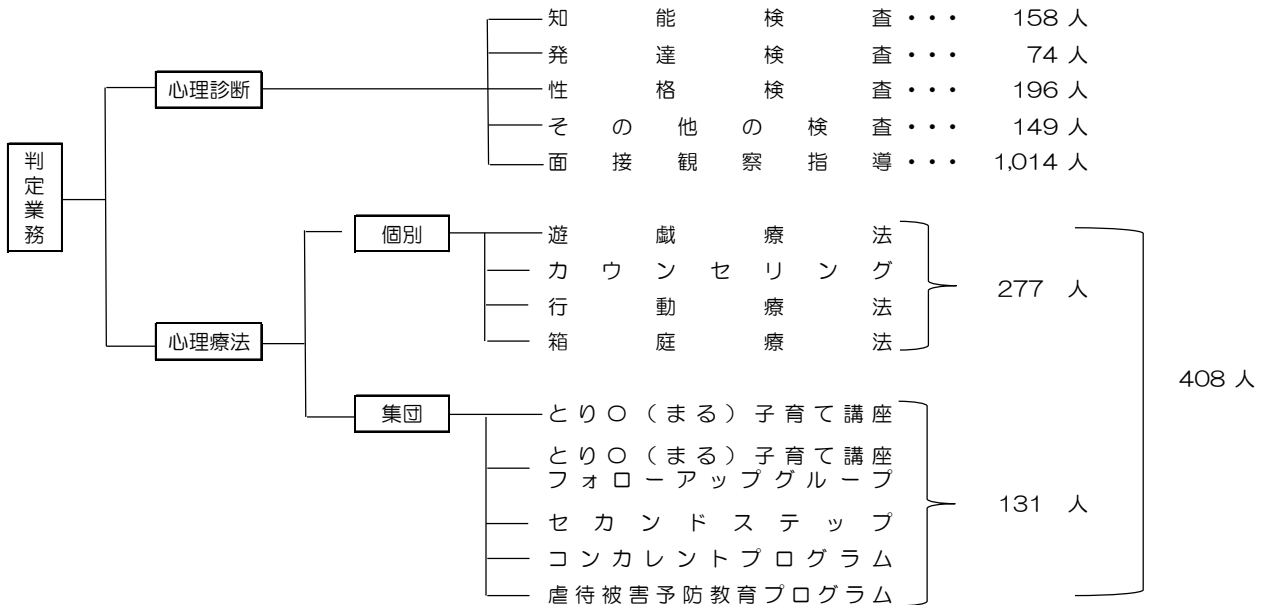 判定業務
心理診断
知能検査・・・ 158 人
発達検査・・・ 74 人
性格検査・・・ 196 人
その他の検査・・・ 149 人
面接観察指導・・・ 1,014 人
心理療法
個別
遊戯療法
カウンセリング
行動療法
箱庭療法
277 人
集団
とり〇（まる）子育て講座
とり〇（まる）子育て講座
フォローアップグループ
セカンドステップ
コンカレントプログラム
虐待被害予防教育プログラム
131 人
408 人